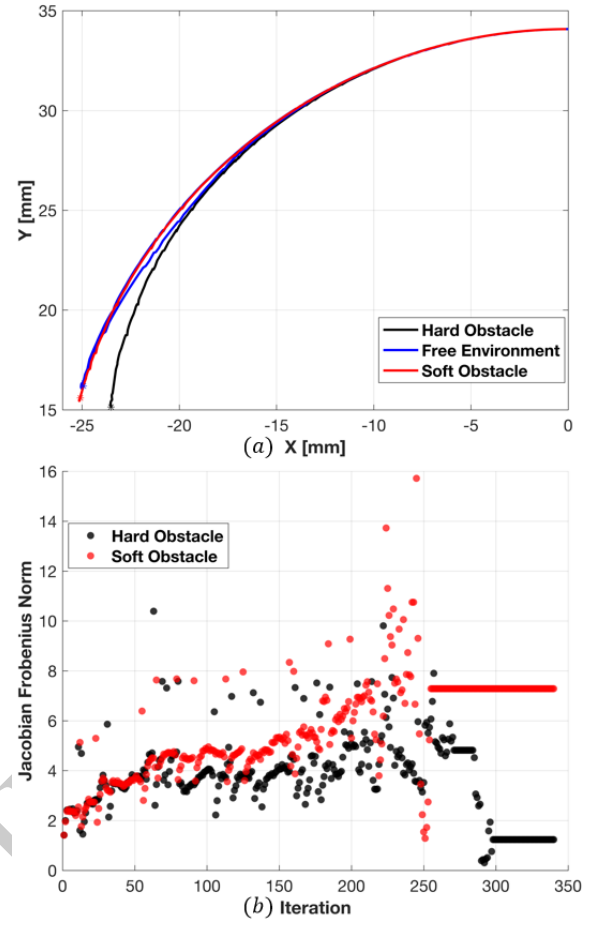 35
30
25
20
15
Y [mm]
Hard Obstacle
Free Environment
Soft Obstacle
-25 -20 -15 -10 -5 0
(a) X [mm]
16
14
12
10
8
6
4
2
0
Jacobian Frobenius Norm
Hard Obstacle
Soft Obstacle
0 50 100 150 200 250 300 350
(b) Iteration